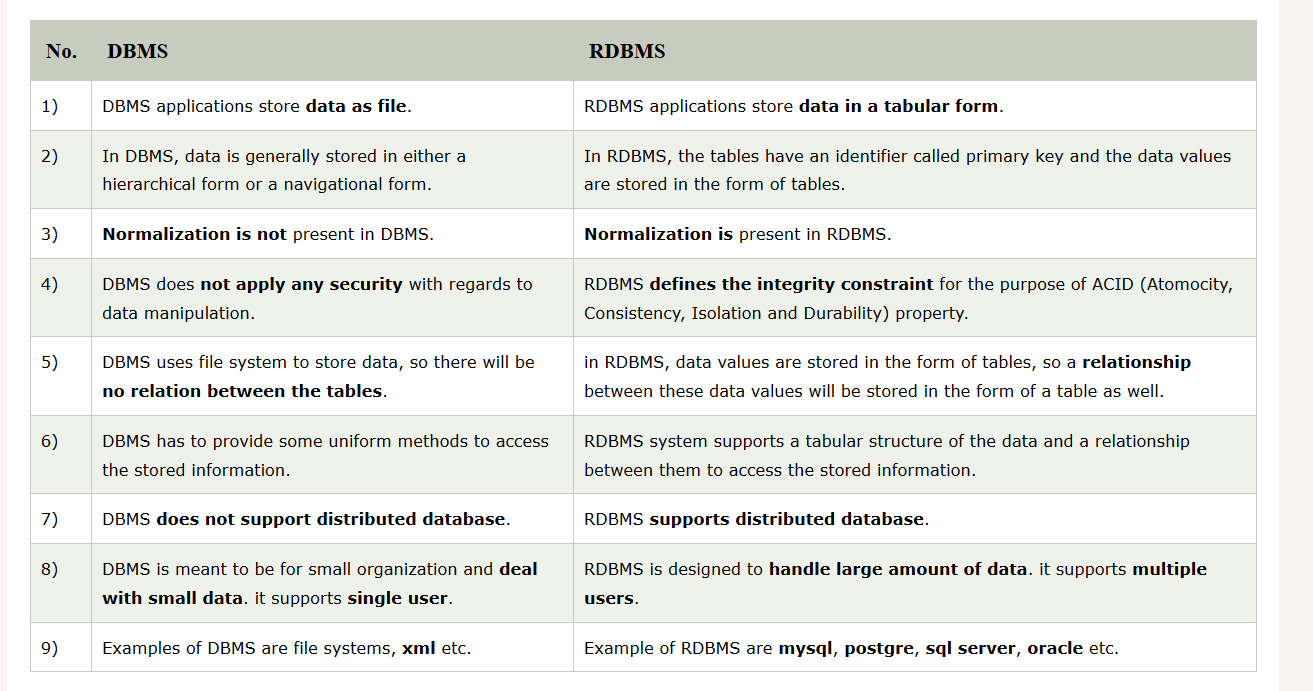 No. DBMS RDBMS
1) DBMS applications store data as file. RDBMS applications store data in a tabular form.
2) In DBMS, data is generally stored in either a
hierarchical form or a navigational form.
In RDBMS, the tables have an identifier called primary key and the data values
are stored in the form of tables.
3) Normalization is not present in DBMS. Normalization is present in RDBMS.
4) DBMS does not apply any security with regards to
data manipulation.
RDBMS defines the integrity constraint for the purpose of ACID (Atomocity,
Consistency, Isolation and Durability) property.
5) DBMS uses file system to store data, so there will be
no relation between the tables.
in RDBMS, data values are stored in the form of tables, so a relationship
between these data values will be stored in the form of a table as well.
6) DBMS has to provide some uniform methods to access
the stored information.
RDBMS system supports a tabular structure of the data and a relationship
between them to access the stored information.
7) DBMS does not support distributed database. RDBMS supports distributed database.
8) DBMS is meant to be for small organization and deal
with small data. it supports single user.
RDBMS is designed to handle large amount of data. it supports multiple
users.
9) Examples of DBMS are file systems, xml etc. Example of RDBMS are mysql, postgre, sql server, oracle etc.